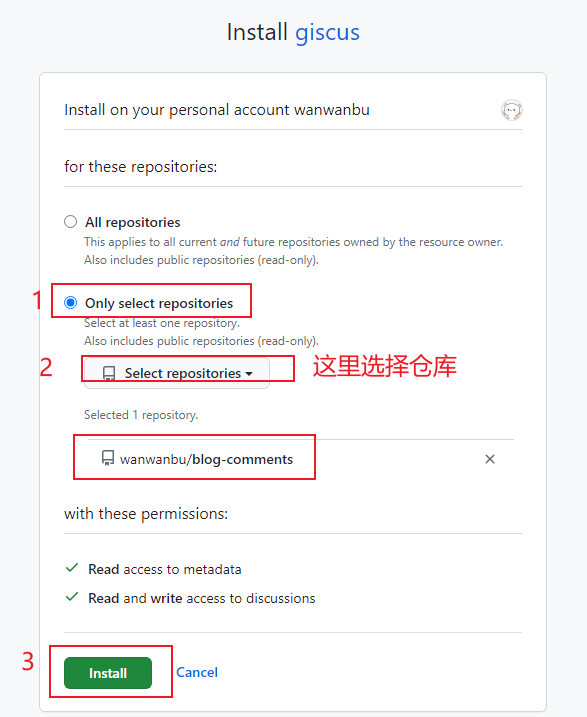 Install giscus
Install on your personal account wanwanbu
for these repositories:
All repositories
This applies to all current and future repositories owned by the resource owner.
Also includes public repositories (read-only).
1 Only select repositories
Select at least one repository.
Also includes public repositories (read-only).
2 Select repositories 这里选择仓库
Selected 1 repository.
wanwanbu/blog-comments ×
with these permissions:
Read access to metadata
Read and write access to discussions
3 Install Cancel